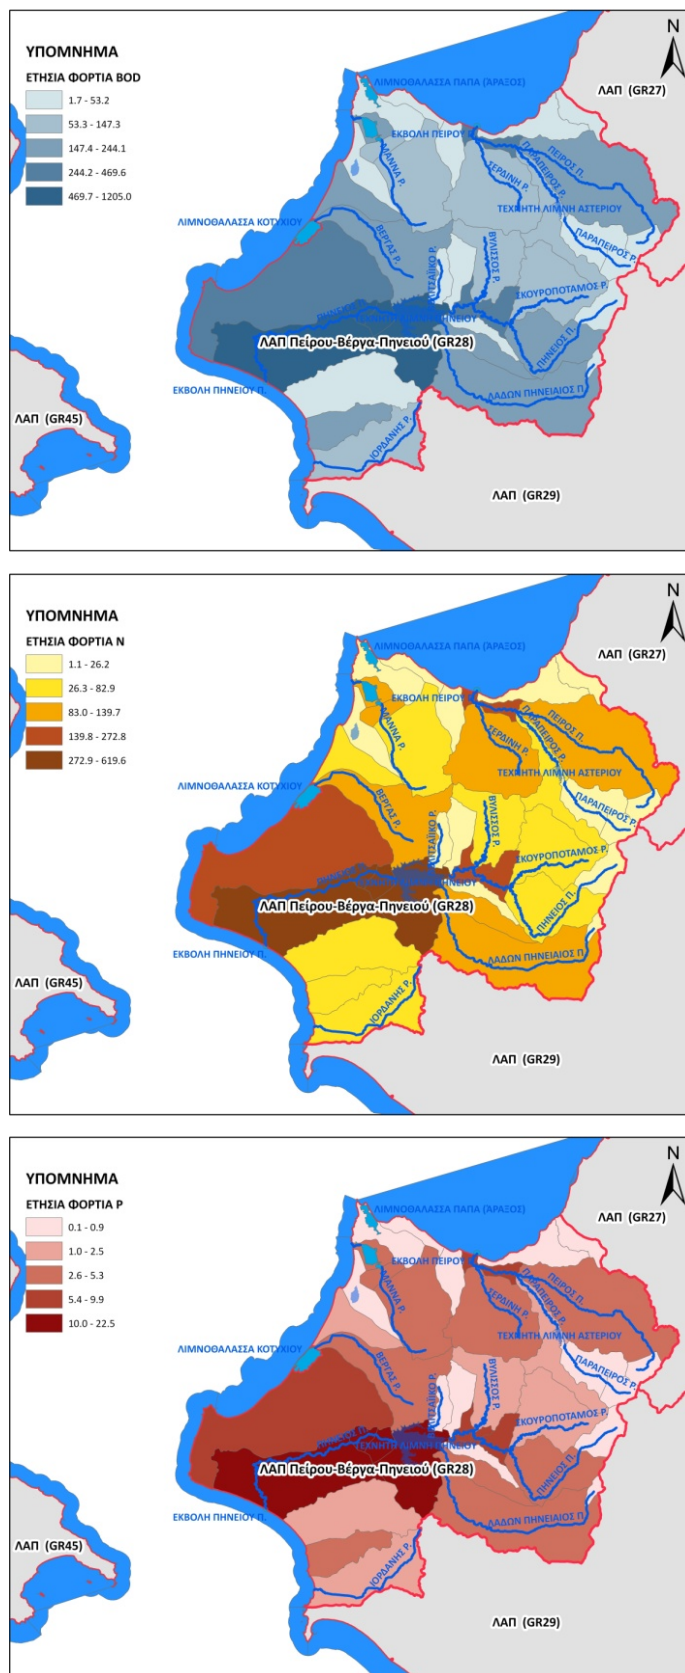 ΥΠΟΜΝΗΜΑ
ΕΤΗΣΙΑ ΦΟΡΤΙΑ BOD
1.7 - 53.2
53.3 - 147.3
147.4 - 244.1
244.2 - 469.6
469.7 - 1205.0
N
ΛΑΠ (GR27)
ΛΙΜΝΟΘΑΛΑΣΣΑ ΠΑΠΑ (ΑΡΑΞΟΣ)
ΕΚΒΟΛΗ ΠΕΙΡΟΥ Π.
ΜΑΝΝΑ Ρ.
ΣΕΡΔΙΝΗ Ρ.
ΠΑΡΑΠΕΙΡΟΣ Ρ.
ΠΕΙΡΟΣ Π.
ΤΕΧΝΗΤΗ ΛΙΜΝΗ ΑΣΤΕΡΙΟΥ
ΛΙΜΝΟΘΑΛΑΣΣΑ ΚΟΤΥΧΙΟΥ
ΒΕΡΓΑΣ Ρ.
ΒΥΛΙΣΣΟΣ Ρ.
ΠΑΡΑΠΕΙΡΟΣ Ρ.
ΣΚΟΥΡΟΠΟΤΑΜΟΣ Ρ.
ΠΗΝΕΙΟΣ Π.
ΛΑΠ Πείρου-Βέργα-Πηνειού (GR28)
ΠΗΝΕΙΟΣ Π.
ΕΚΒΟΛΗ ΠΗΝΕΙΟΥ Π.
ΛΑΔΩΝ ΠΗΝΕΙΑΙΟΣ Π.
ΛΑΠ (GR45)
ΙΟΡΔΑΝΗΣ Ρ.
ΛΑΠ (GR29)
ΥΠΟΜΝΗΜΑ
ΕΤΗΣΙΑ ΦΟΡΤΙΑ N
1.1 - 26.2
26.3 - 82.9
83.0 - 139.7
139.8 - 272.8
272.9 - 619.6
N
ΛΑΠ (GR27)
ΛΙΜΝΟΘΑΛΑΣΣΑ ΠΑΠΑ (ΑΡΑΞΟΣ)
ΕΚΒΟΛΗ ΠΕΙΡΟΥ
ΜΑΝΝΑ Ρ.
ΣΕΡΔΙΝΗ Ρ.
ΠΑΡΑΠΕΙΡΟΣ Ρ.
ΠΕΙΡΟΣ Π.
ΤΕΧΝΗΤΗ ΛΙΜΝΗ ΑΣΤΕΡΙΟΥ
ΛΙΜΝΟΘΑΛΑΣΣΑ ΚΟΤΥΧΙΟΥ
ΒΕΡΓΑΣ Ρ.
ΒΥΛΙΣΣΟΣ Ρ.
ΠΑΡΑΠΕΙΡΟΣ Ρ.
ΣΚΟΥΡΟΠΟΤΑΜΟΣ Ρ.
ΠΗΝΕΙΟΣ Π.
ΛΑΠ Πείρου-Βέργα-Πηνειού (GR28)
ΠΗΝΕΙΟΣ Π.
ΕΚΒΟΛΗ ΠΗΝΕΙΟΥ Π.
ΛΑΔΩΝ ΠΗΝΕΙΑΙΟΣ Π.
ΛΑΠ (GR45)
ΙΟΡΔΑΝΗΣ Ρ.
ΛΑΠ (GR29)
ΥΠΟΜΝΗΜΑ
ΕΤΗΣΙΑ ΦΟΡΤΙΑ P
0.1 - 0.9
1.0 - 2.5
2.6 - 5.3
5.4 - 9.9
10.0 - 22.5
N
ΛΑΠ (GR27)
ΛΙΜΝΟΘΑΛΑΣΣΑ ΠΑΠΑ (ΑΡΑΞΟΣ)
ΕΚΒΟΛΗ ΠΕΙΡΟΥ
ΜΑΝΝΑ Ρ.
ΣΕΡΔΙΝΗ Ρ.
ΠΑΡΑΠΕΙΡΟΣ Ρ.
ΠΕΙΡΟΣ Π.
ΤΕΧΝΗΤΗ ΛΙΜΝΗ ΑΣΤΕΡΙΟΥ
ΛΙΜΝΟΘΑΛΑΣΣΑ ΚΟΤΥΧΙΟΥ
ΒΕΡΓΑΣ Ρ.
ΒΥΛΙΣΣΟΣ Ρ.
ΠΑΡΑΠΕΙΡΟΣ Ρ.
ΣΚΟΥΡΟΠΟΤΑΜΟΣ Ρ.
ΠΗΝΕΙΟΣ Π.
ΤΕΧΝΗΤΗ ΛΙΜΝΗ ΠΗΝΕΙΟΥ
ΛΑΠ Πείρου-Βέργα-Πηνειού (GR28)
ΠΗΝΕΙΟΣ Π.
ΕΚΒΟΛΗ ΠΗΝΕΙΟΥ Π.
ΛΑΔΩΝ ΠΗΝΕΙΑΙΟΣ Π.
ΛΑΠ (GR45)
ΙΟΡΔΑΝΗΣ Ρ.
ΛΑΠ (GR29)